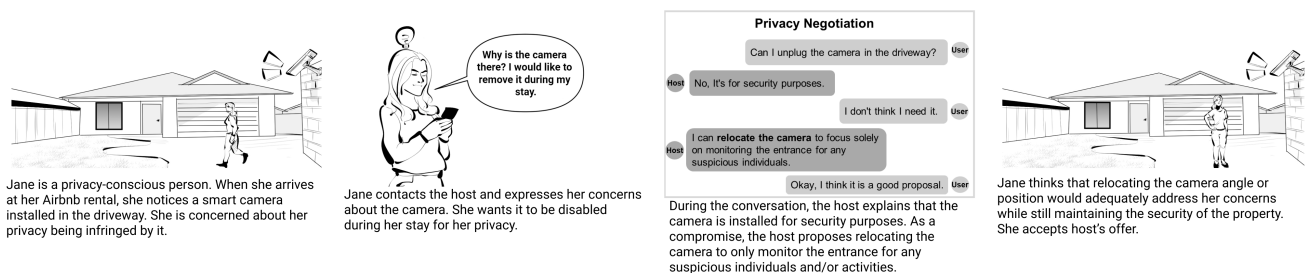 Jane is a privacy-conscious person. When she arrives
at her Airbnb rental, she notices a smart camera
installed in the driveway. She is concerned about her
privacy being infringed by it.
Why is the camera
there? I would like to
remove it during my
stay.
Jane contacts the host and expresses her concerns
about the camera. She wants it to be disabled
during her stay for her privacy.
Privacy Negotiation
Can I unplug the camera in the driveway? User
Host No, It's for security purposes.
I don't think I need it. User
I can relocate the camera to focus solely
Host on monitoring the entrance for any
suspicious individuals.
Okay, I think it is a good proposal. User
During the conversation, the host explains that the
camera is installed for security purposes. As a
compromise, the host proposes relocating the
camera to only monitor the entrance for any
suspicious individuals and/or activities.
Jane thinks that relocating the camera angle or
position would adequately address her concerns
while still maintaining the security of the property.
She accepts host's offer.